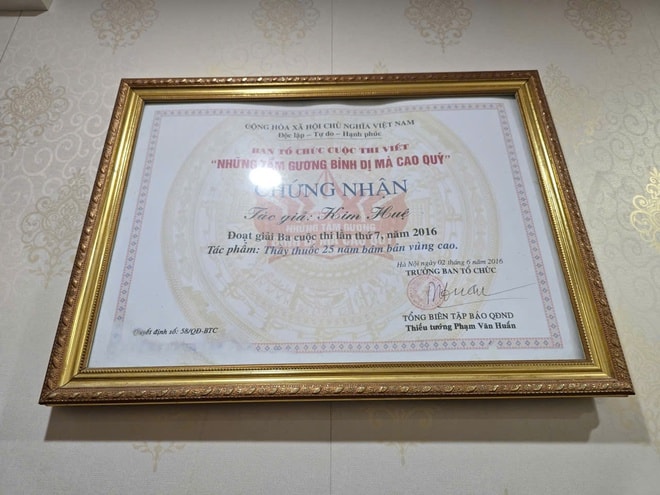 CỘNG HÒA XÃ HỘI CHỦ NGHĨA VIỆT NAM
Độc lập - Tự do - Hạnh phúc
BAN TỔ CHỨC CUỘC THI VIẾT
"NHỮNG TẤM GƯƠNG BÌNH DỊ MÀ CAO QUÝ"
CHỨNG NHẬN
Tác giả: Kim Huệ
Đoạt giải Ba cuộc thi lần thứ 7, năm 2016
Tác phẩm: Thầy thuốc 25 năm bám bản vùng cao.
Hà Nội ngày 02 tháng 6 năm 2016
TRƯỞNG BAN TỔ CHỨC
TỔNG BIÊN TẬP BÁO QĐND
Thiếu tướng Phạm Văn Huấn
Quyết định số: 58/QĐ-BTC
NHỮNG TẤM GƯƠNG